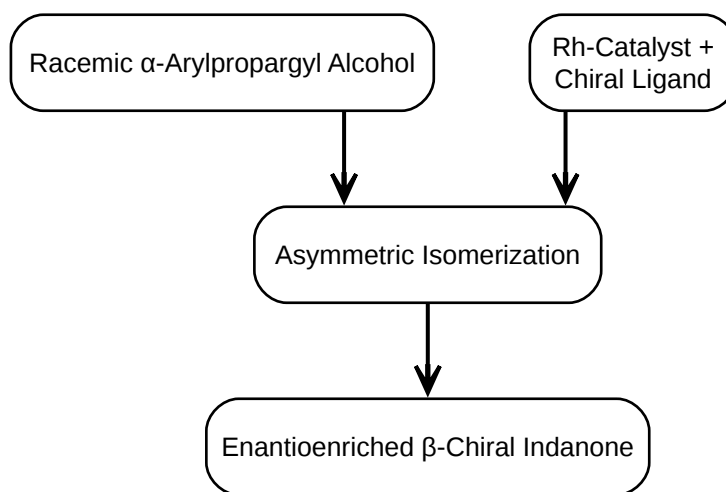 Racemic α-Arylpropargyl Alcohol
Rh-Catalyst +
Chiral Ligand
Asymmetric Isomerization
Enantioenriched β-Chiral Indanone